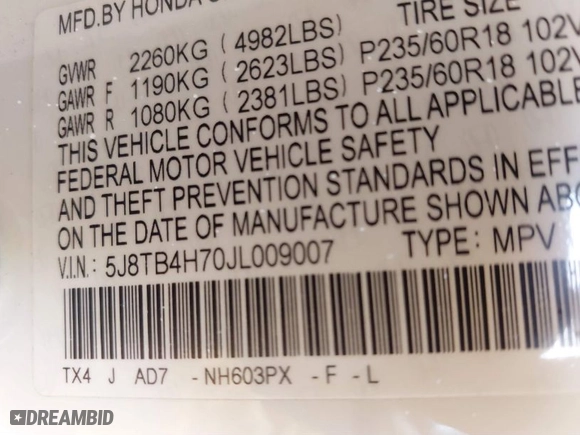 MFD.BY HONDA
TIRE SIZE
GVWR 2260KG ( 4982LBS)
GAWR F 1190KG ( 2623LBS) P235/60R18 102V
GAWR R 1080KG ( 2381LBS) P235/60R18 102V
THIS VEHICLE CONFORMS TO ALL APPLICABLE
FEDERAL MOTOR VEHICLE SAFETY
AND THEFT PREVENTION STANDARDS IN EFF
ON THE DATE OF MANUFACTURE SHOWN ABO
V.I.N.: 5J8TB4H70JL009007 TYPE: MPV
TX4 J AD7 -NH603PX -F -L
DREAMBID